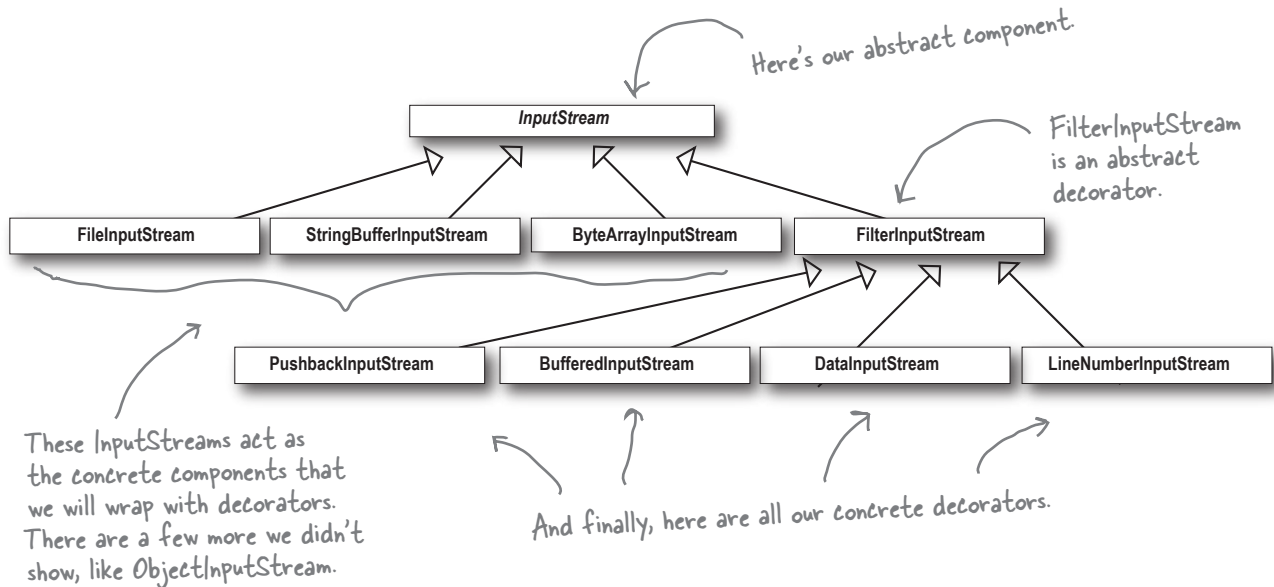 Here's our abstract component.
InputStream
FilterInputStream
is an abstract
decorator.
FileInputStream
StringBufferInputStream
ByteArrayInputStream
FilterInputStream
PushbackInputStream
BufferedInputStream
DataInputStream
LineNumberInputStream
These InputStreams act as
the concrete components that
we will wrap with decorators.
There are a few more we didn't
show, like ObjectInputStream.
And finally, here are all our concrete decorators.